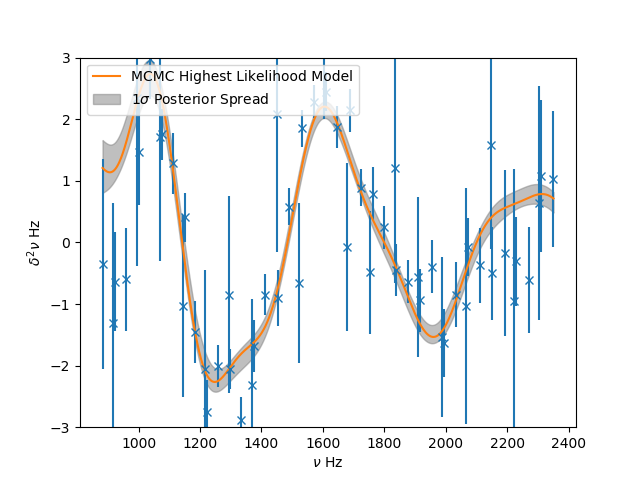 MCMC Highest Likelihood Model
1σ Posterior Spread
3
2
1
0
−1
−2
−3
δ²ν Hz
1000 1200 1400 1600 1800 2000 2200 2400
ν Hz